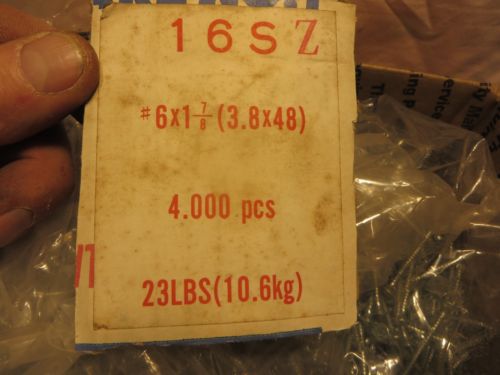 16SZ
#6x1 7/8 (3.8x48)
4.000 pcs
23LBS(10.6kg)